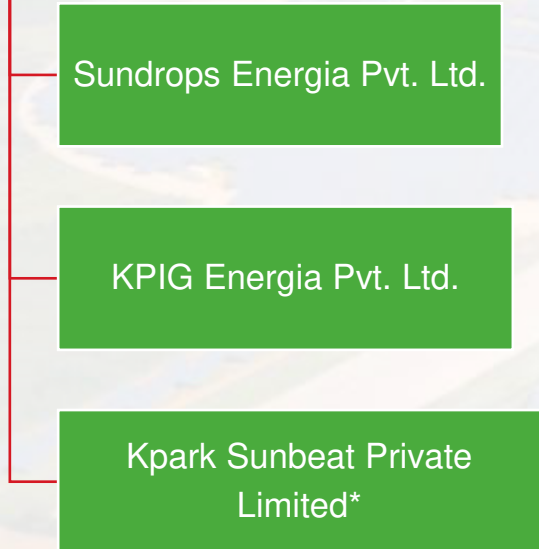 Sundrops Energia Pvt. Ltd.
KPIG Energia Pvt. Ltd.
Kpark Sunbeat Private
Limited*